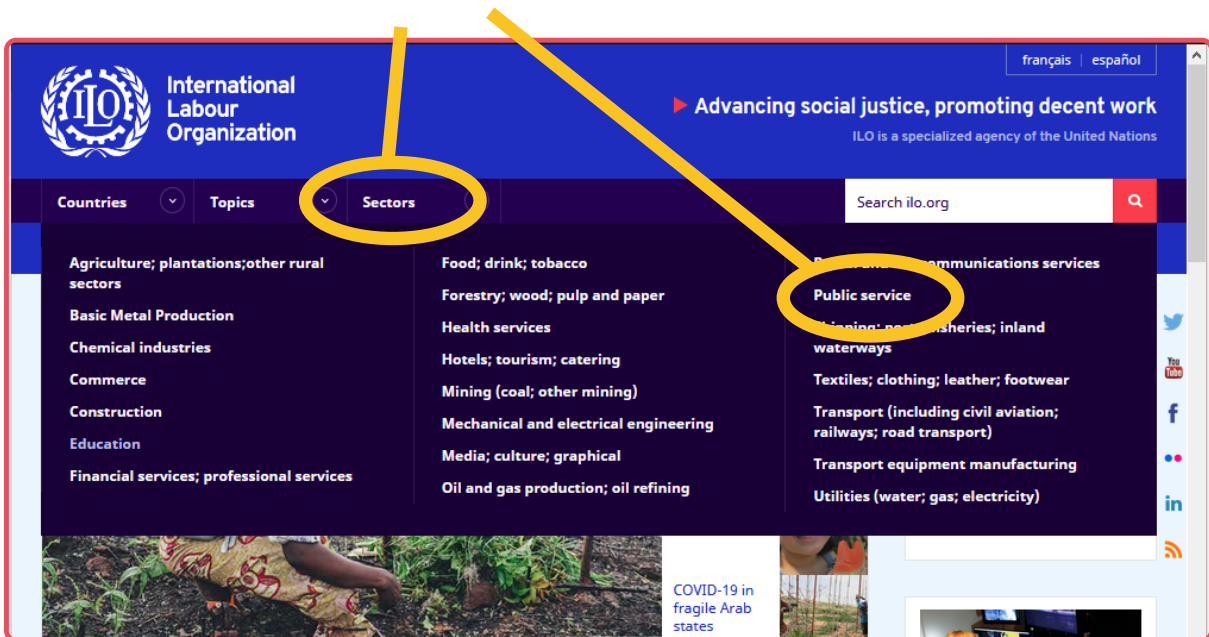 français | español
ILO
International
Labour
Organization
Advancing social justice, promoting decent work
ILO is a specialized agency of the United Nations
Countries
Topics
Sectors
Search ilo.org
Agriculture; plantations;other rural
sectors
Basic Metal Production
Chemical industries
Commerce
Construction
Education
Financial services; professional services
Food; drink; tobacco
Forestry; wood; pulp and paper
Health services
Hotels; tourism; catering
Mining (coal; other mining)
Mechanical and electrical engineering
Media; culture; graphical
Oil and gas production; oil refining
services
Public service
inland
waterways
Textiles; clothing; leather; footwear
Transport (including civil aviation;
railways; road transport)
Transport equipment manufacturing
Utilities (water; gas; electricity)
You
Tube
f
in
COVID-19 in
fragile Arab
states